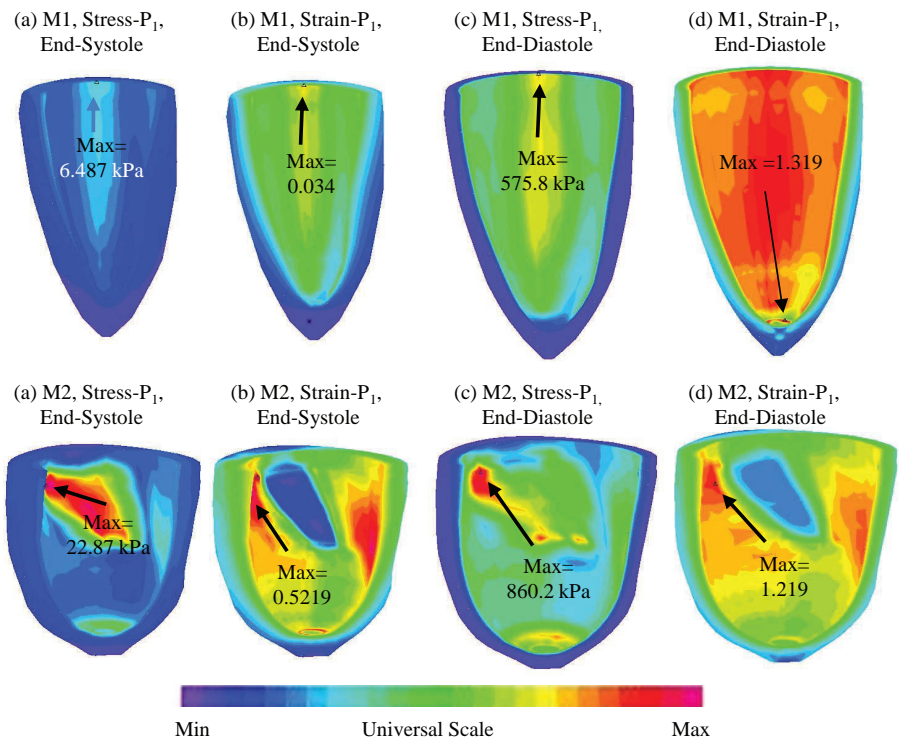 (a) M1, Stress-P₁,
End-Systole
(b) M1, Strain-P₁,
End-Systole
(c) M1, Stress-P₁,
End-Diastole
(d) M1, Strain-P₁,
End-Diastole
Max=
6.487 kPa
Max=
0.034
Max=
575.8 kPa
Max =1.319
(a) M2, Stress-P₁,
End-Systole
(b) M2, Strain-P₁,
End-Systole
(c) M2, Stress-P₁,
End-Diastole
(d) M2, Strain-P₁,
End-Diastole
Max=
22.87 kPa
Max=
0.5219
Max=
860.2 kPa
Max=
1.219
Min
Universal Scale
Max